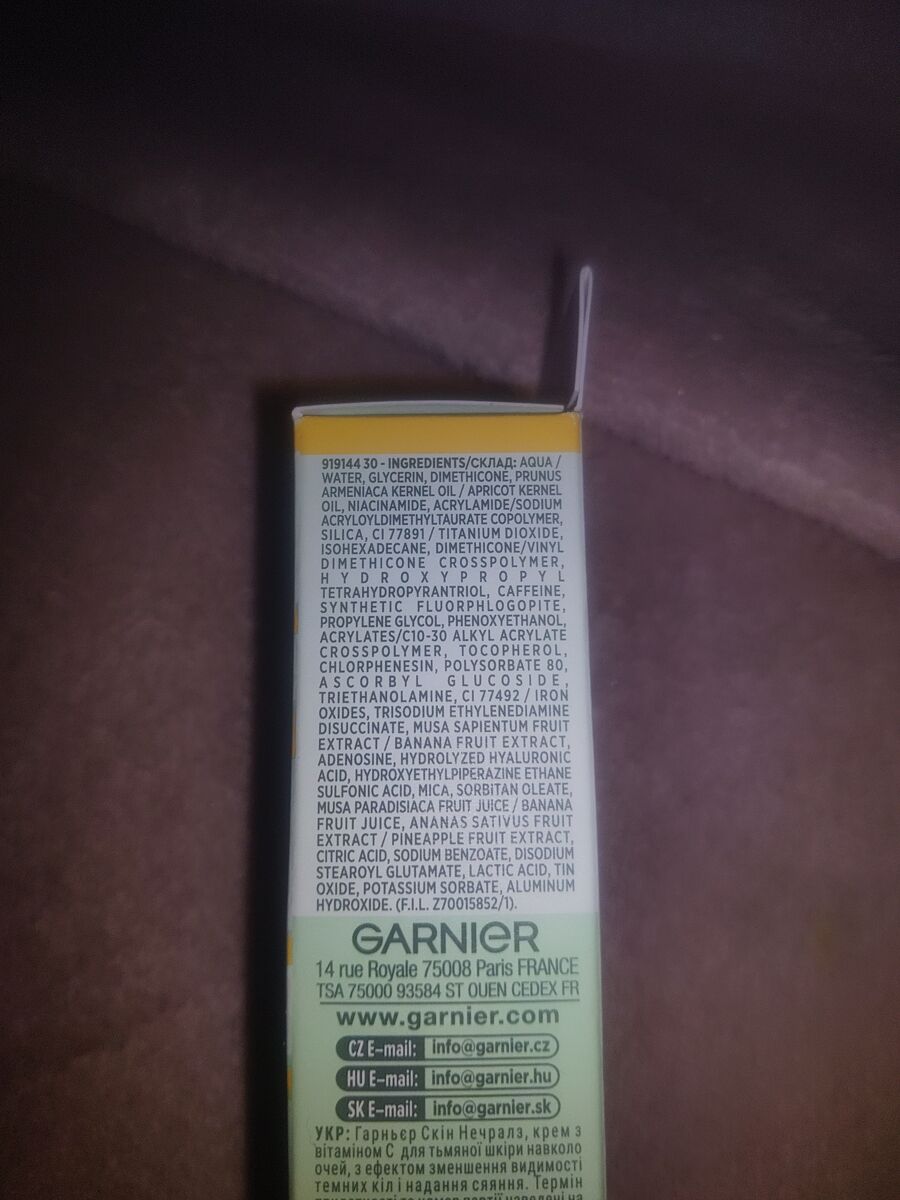 919144 30 - INGREDIENTS/СКЛАД: AQUA /
WATER, GLYCERIN, DIMETHICONE, PRUNUS
ARMENIACA KERNEL OIL / APRICOT KERNEL
OIL, NIACINAMIDE, ACRYLAMIDE/SODIUM
ACRYLOYLDIMETHYLTAURATE COPOLYMER,
SILICA, CI 77891 / TITANIUM DIOXIDE,
ISOHEXADECANE, DIMETHICONE/VINYL
DIMETHICONE CROSSPOLYMER,
HYDROXYPROPYL
TETRAHYDROPYRANTRIOL, CAFFEINE,
SYNTHETIC FLUORPHLOGOPITE,
PROPYLENE GLYCOL, PHENOXYETHANOL,
ACRYLATES/C10-30 ALKYL ACRYLATE
CROSSPOLYMER, TOCOPHEROL,
CHLORPHENESIN, POLYSORBATE 80,
ASCORBYL GLUCOSIDE,
TRIETHANOLAMINE, CI 77492 / IRON
OXIDES, TRISODIUM ETHYLENEDIAMINE
DISUCCINATE, MUSA SAPIENTUM FRUIT
EXTRACT / BANANA FRUIT EXTRACT,
ADENOSINE, HYDROLYZED HYALURONIC
ACID, HYDROXYETHYLPIPERAZINE ETHANE
SULFONIC ACID, MICA, SORBITAN OLEATE,
MUSA PARADISIACA FRUIT JUICE / BANANA
FRUIT JUICE, ANANAS SATIVUS FRUIT
EXTRACT / PINEAPPLE FRUIT EXTRACT,
CITRIC ACID, SODIUM BENZOATE, DISODIUM
STEAROYL GLUTAMATE, LACTIC ACID, TIN
OXIDE, POTASSIUM SORBATE, ALUMINUM
HYDROXIDE. (F.I.L. Z70015852/1).
GARNIER
14 rue Royale 75008 Paris FRANCE
TSA 75000 93584 ST OUEN CEDEX FR
www.garnier.com
CZ E-mail: info@garnier.cz
HU E-mail: info@garnier.hu
SK E-mail: info@garnier.sk
УКР: Гарньєр Скін Нечралз, крем з
вітаміном С для тьмяної шкіри навколо
очей, з ефектом зменшення видимості
темних кіл і надання сяяння. Термін